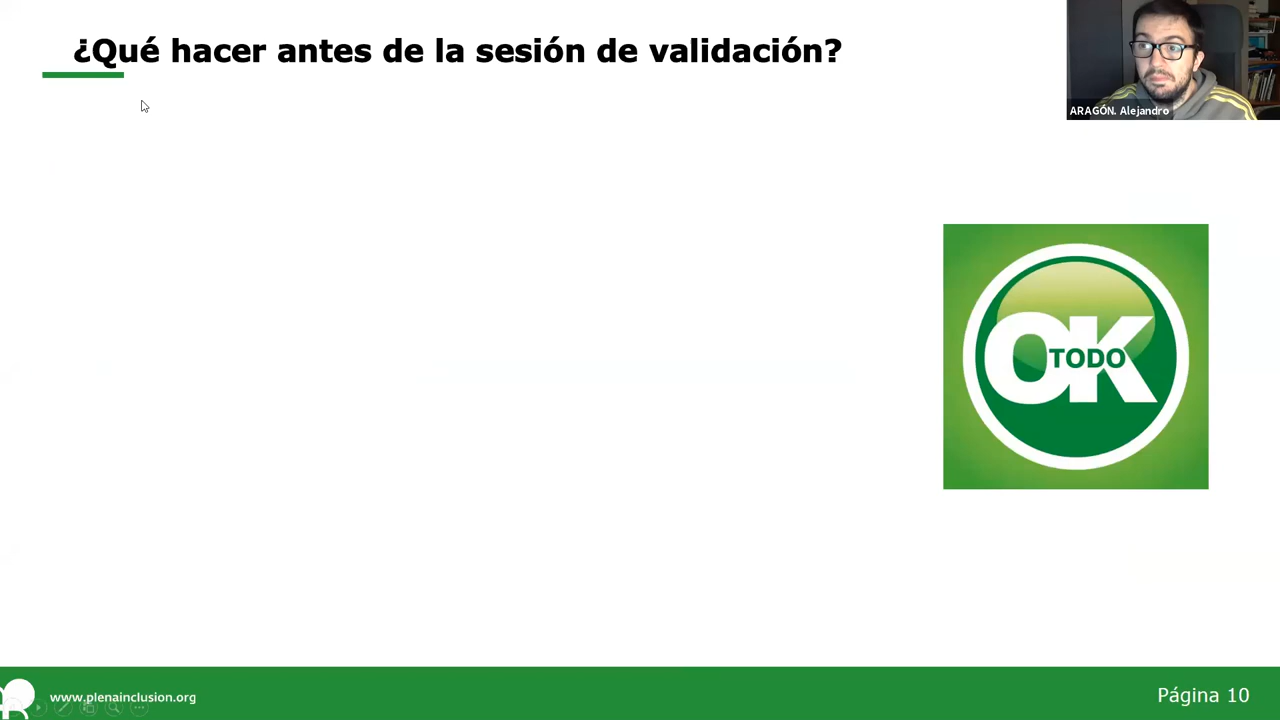 ¿Qué hacer antes de la sesión de validación?
ARAGÓN. Alejandro
OK
TODO
www.plenainclusion.org
Página 10